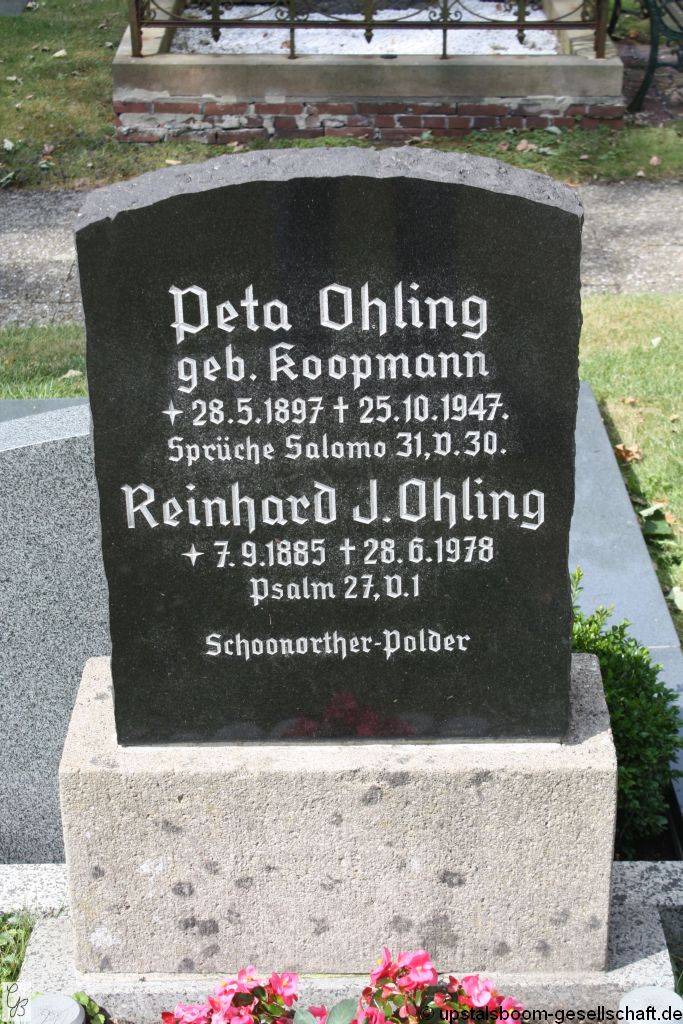 Peta Ohling
geb. Koopmann
✦ 28.5.1897 † 25.10.1947.
Sprüche Salomo 31,V.30.
Reinhard J. Ohling
✦ 7.9.1885 † 28.6.1978
Psalm 27,V.1
Schoonorther-Polder
GB
© upstalsboom-gesellschaft.de